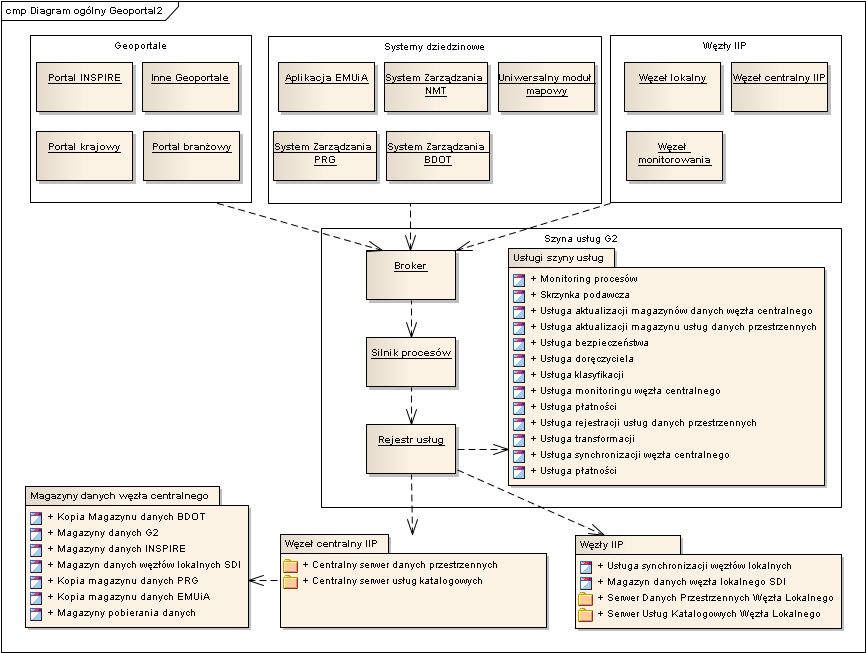 cmp Diagram ogólny Geoportal2
Geoportale
Portal INSPIRE
Inne Geoportale
Portal krajowy
Portal branżowy
Systemy dziedzinowe
Aplikacja EMUiA
System Zarządzania
NMT
Uniwersalny moduł
mapowy
System Zarządzania
PRG
System Zarządzania
BDOT
Węzły IIP
Węzeł lokalny
Węzeł centralny IIP
Węzeł
monitorowania
Szyna usług G2
Broker
Silnik procesów
Rejestr usług
Usługi szyny usług
+ Monitoring procesów
+ Skrzynka podawcza
+ Usługa aktualizacji magazynów danych węzła centralnego
+ Usługa aktualizacji magazynu usług danych przestrzennych
+ Usługa bezpieczeństwa
+ Usługa doręczyciela
+ Usługa klasyfikacji
+ Usługa monitoringu węzła centralnego
+ Usługa płatności
+ Usługa rejestracji usług danych przestrzennych
+ Usługa transformacji
+ Usługa synchronizacji węzła centralnego
+ Usługa płatności
Magazyny danych węzła centralnego
+ Kopia Magazynu danych BDOT
+ Magazyny danych G2
+ Magazyny danych INSPIRE
+ Magazyn danych węzłów lokalnych SDI
+ Kopia magazynu danych PRG
+ Kopia magazynu danych EMUiA
+ Magazyny pobierania danych
Węzeł centralny IIP
+ Centralny serwer danych przestrzennych
+ Centralny serwer usług katalogowych
Węzły IIP
+ Usługa synchronizacji węzłów lokalnych
+ Magazyn danych węzła lokalnego SDI
+ Serwer Danych Przestrzennych Węzła Lokalnego
+ Serwer Usług Katalogowych Węzła Lokalnego